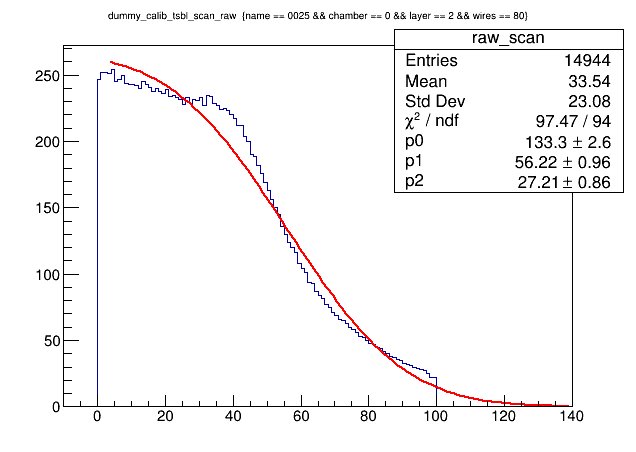 dummy_calib_tsbl_scan_raw {name == 0025 && chamber == 0 && layer == 2 && wires == 80}
raw_scan
Entries 14944
Mean 33.54
Std Dev 23.08
χ² / ndf 97.47 / 94
p0 133.3 ± 2.6
p1 56.22 ± 0.96
p2 27.21 ± 0.86
250
200
150
100
50
0
0 20 40 60 80 100 120 140